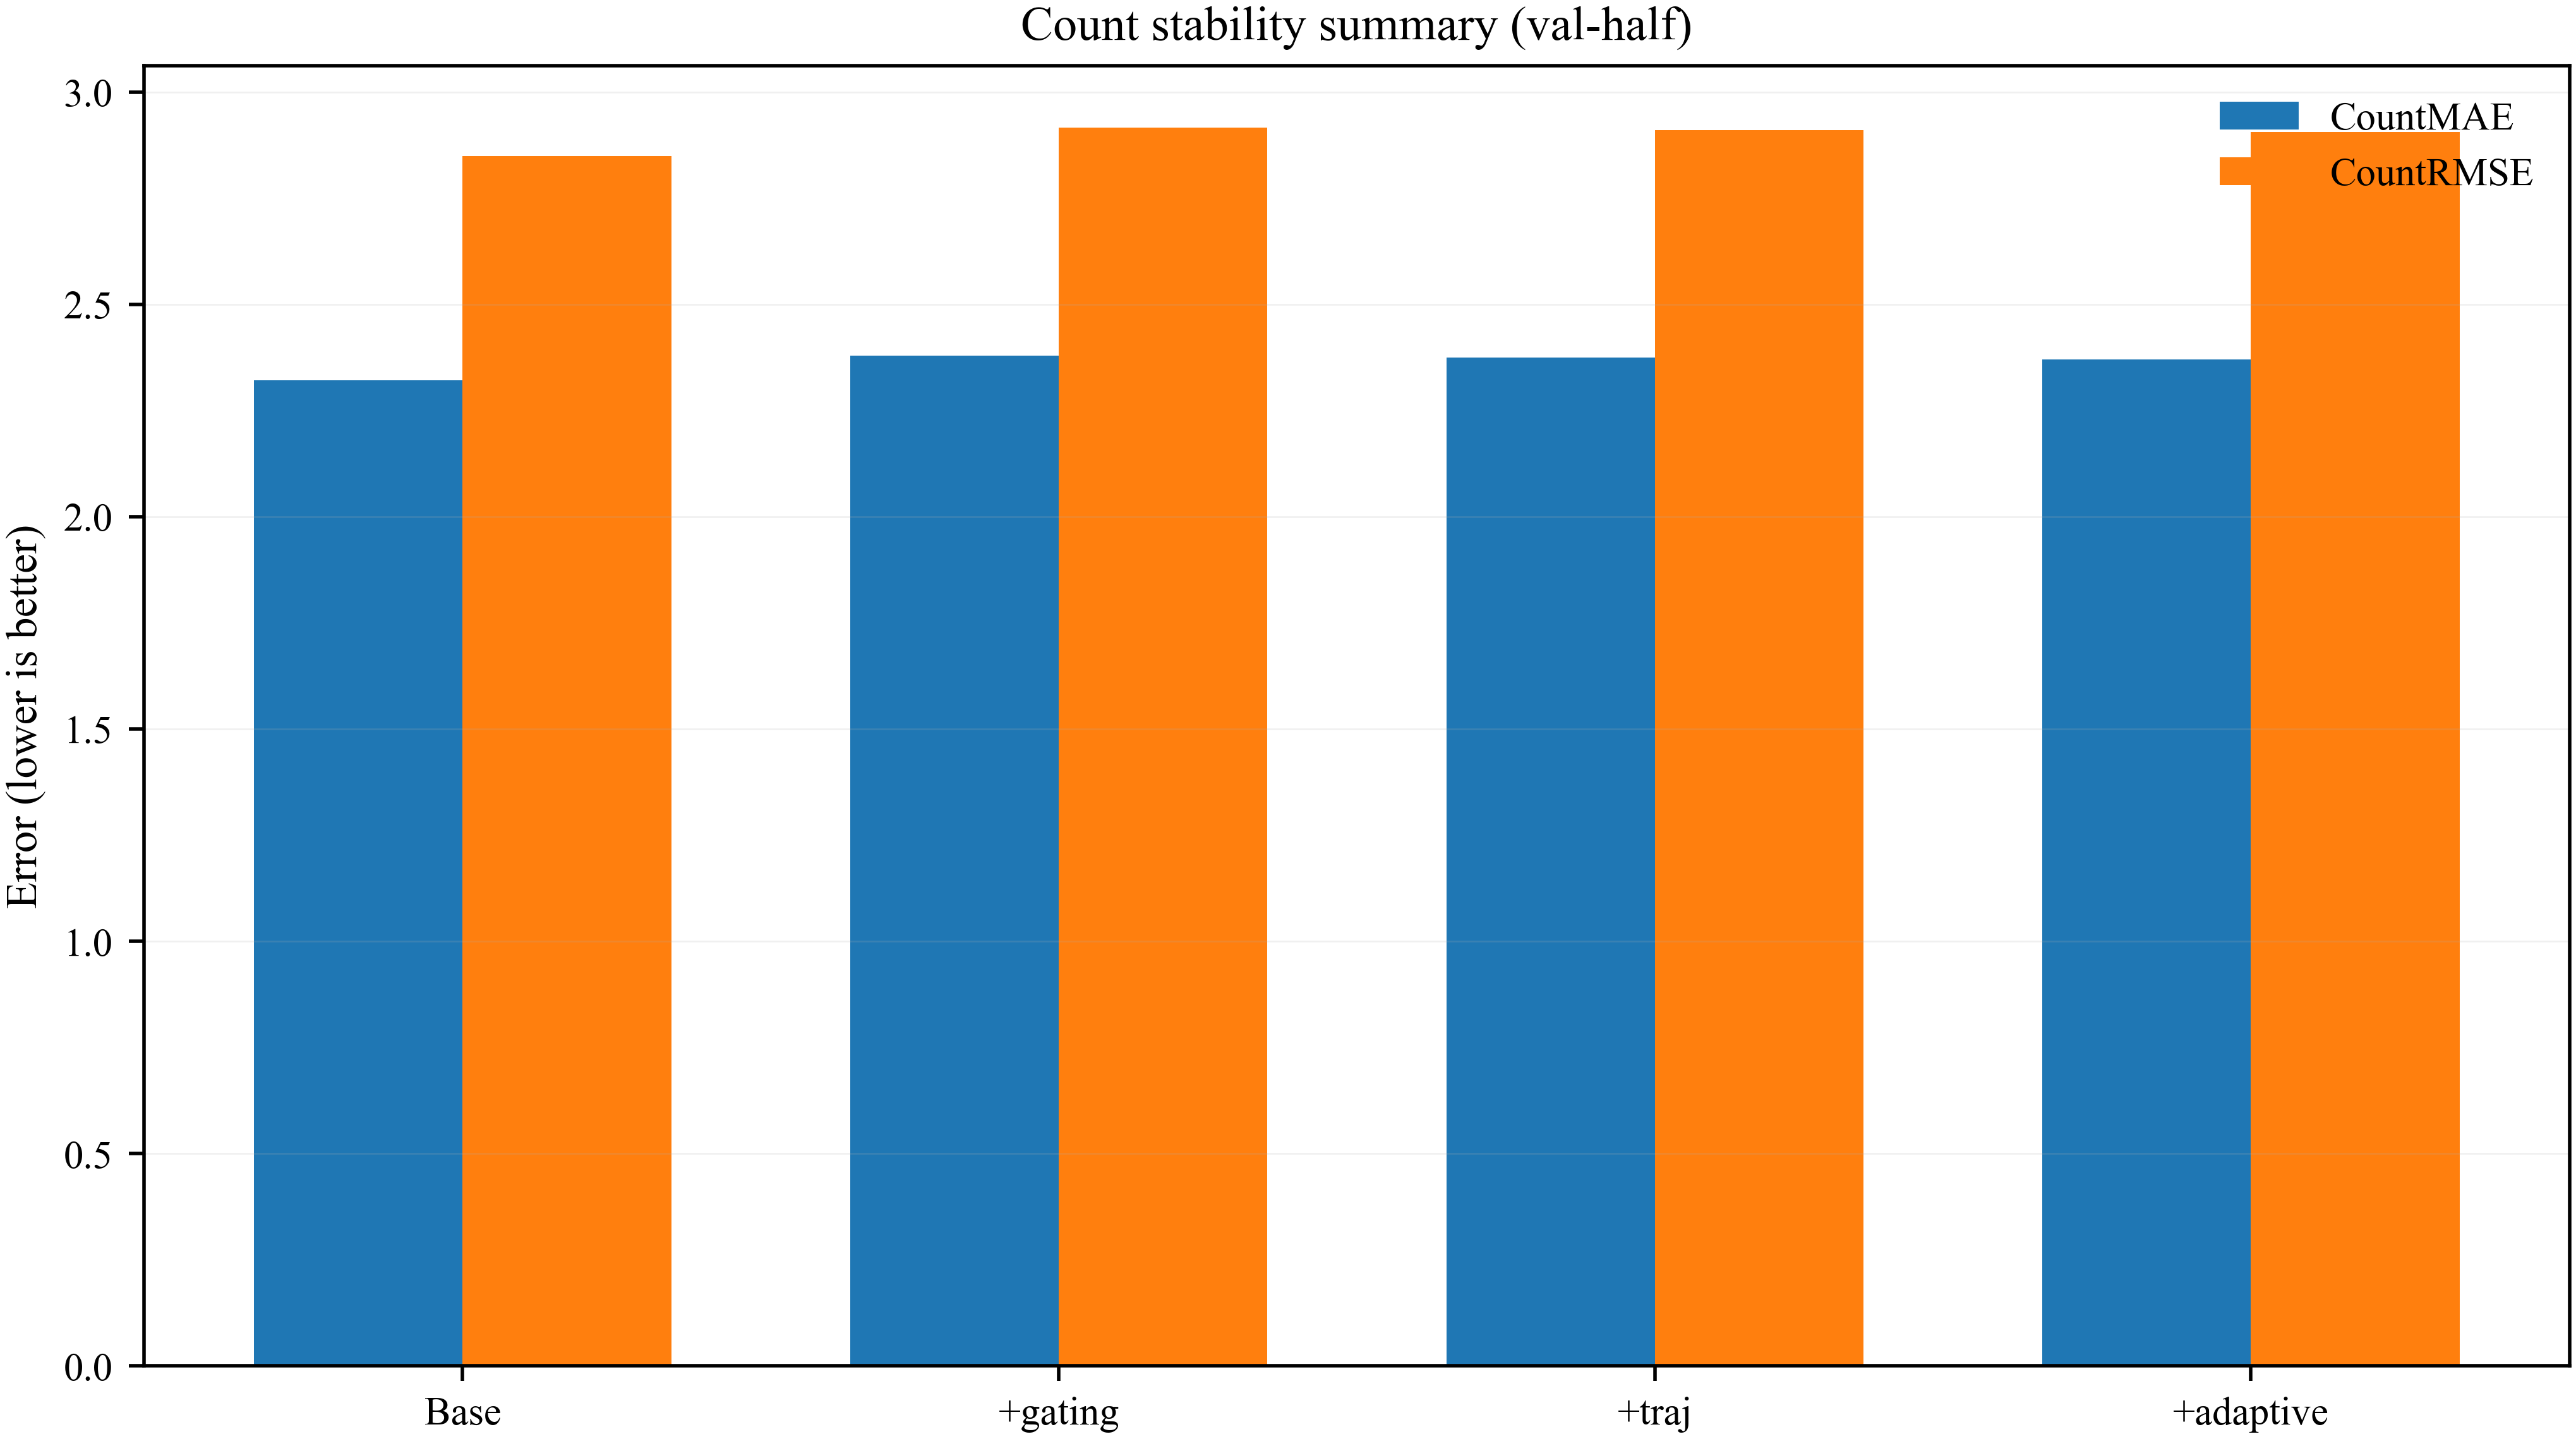 Count stability summary (val-half)
CountMAE
CountRMSE
Error (lower is better)
3.0
2.5
2.0
1.5
1.0
0.5
0.0
Base
+gating
+traj
+adaptive